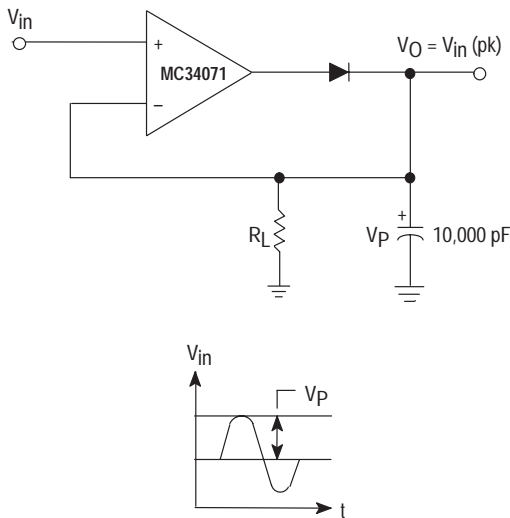 Vin
+
MC34071
−
VO = Vin (pk)
RL
+
VP
10,000 pF
Vin
VP
t